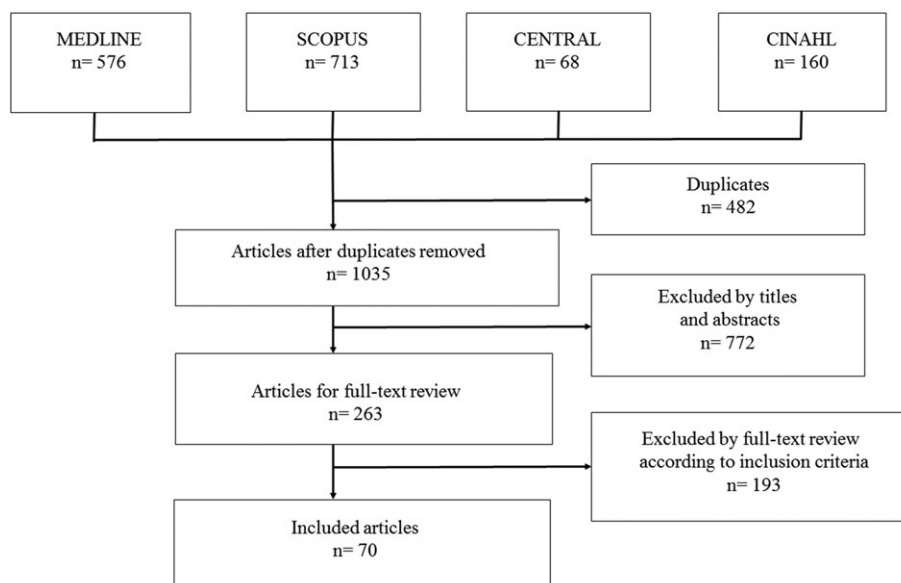 MEDLINE
n= 576
SCOPUS
n= 713
CENTRAL
n= 68
CINAHL
n= 160
Duplicates
n= 482
Articles after duplicates removed
n= 1035
Excluded by titles
and abstracts
n= 772
Articles for full-text review
n= 263
Excluded by full-text review
according to inclusion criteria
n= 193
Included articles
n= 70